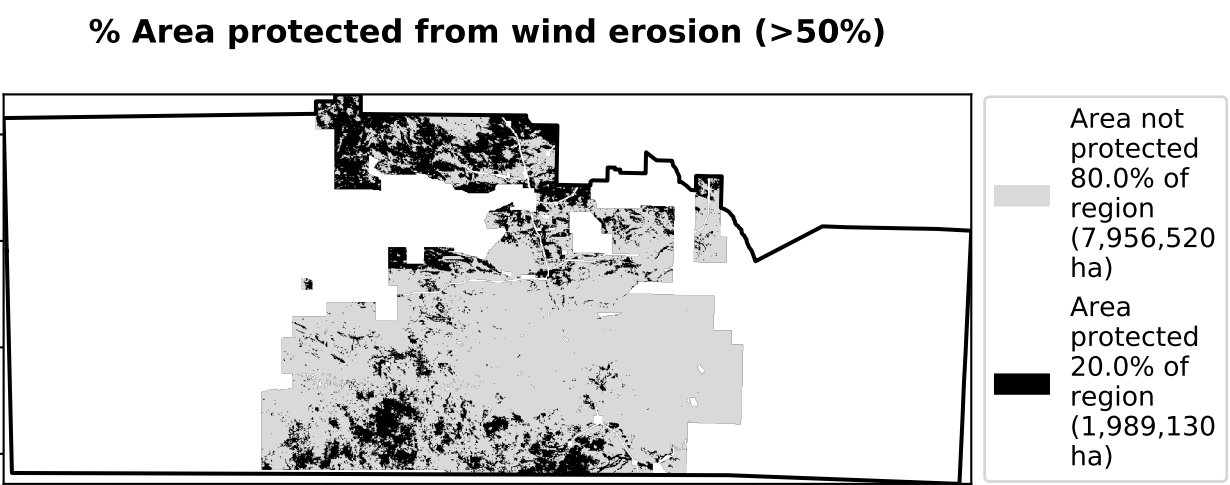 % Area protected from wind erosion (>50%)
Area not
protected
80.0% of
region
(7,956,520
ha)
Area
protected
20.0% of
region
(1,989,130
ha)